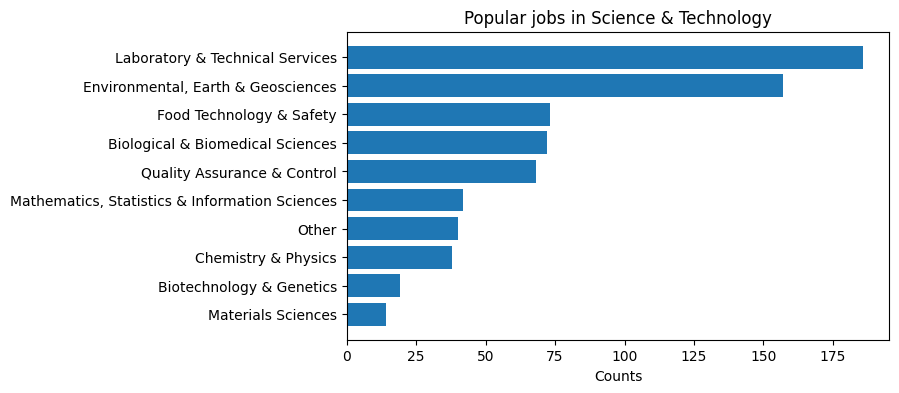 Popular jobs in Science & Technology
Laboratory & Technical Services
Environmental, Earth & Geosciences
Food Technology & Safety
Biological & Biomedical Sciences
Quality Assurance & Control
Mathematics, Statistics & Information Sciences
Other
Chemistry & Physics
Biotechnology & Genetics
Materials Sciences
0 25 50 75 100 125 150 175
Counts